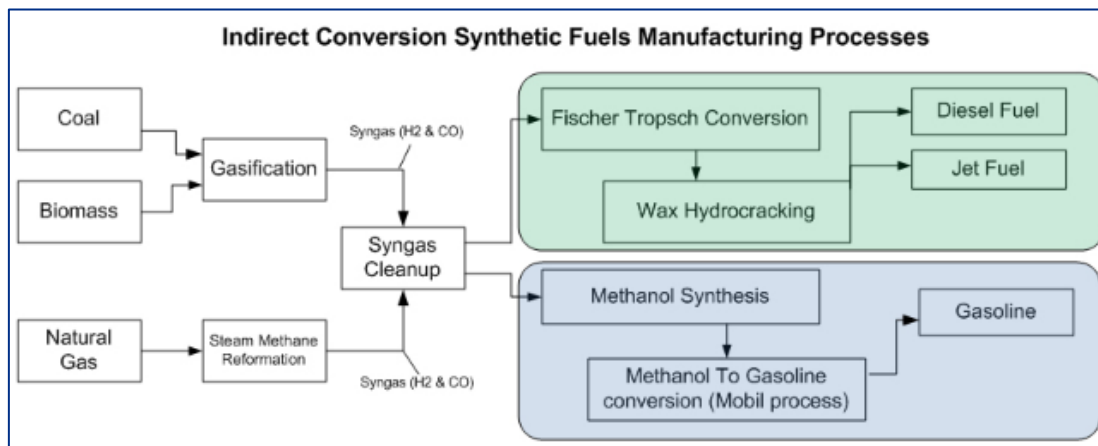 Indirect Conversion Synthetic Fuels Manufacturing Processes
Coal
Biomass
Gasification
Syngas (H2 & CO)
Natural
Gas
Steam Methane
Reformation
Syngas (H2 & CO)
Syngas
Cleanup
Fischer Tropsch Conversion
Wax Hydrocracking
Diesel Fuel
Jet Fuel
Methanol Synthesis
Methanol To Gasoline
conversion (Mobil process)
Gasoline